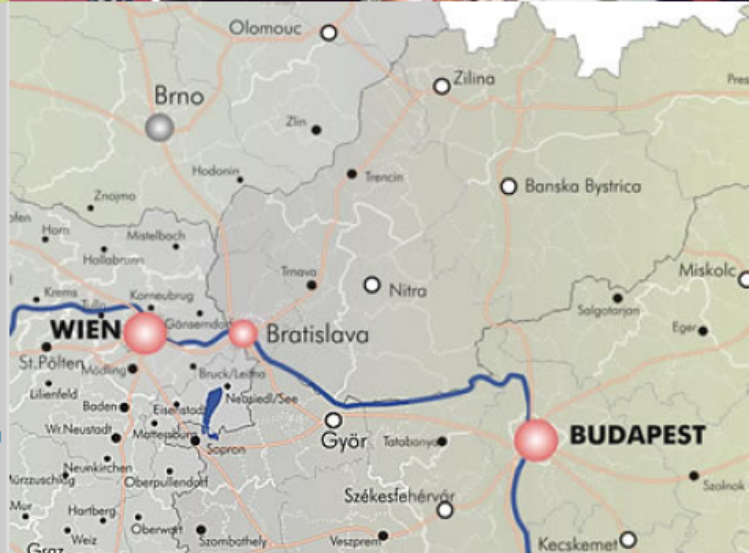 Olomouc
Zilina
Brno
Zlin
Hodonin
Trencin
Banska Bystrica
Znojmo
Horn
Mistelbach
Hollabrunn
Miskolc
Trnava
Nitra
Krems
Tulln
Korneuburg
Salgotarjan
WIEN
Gänserndorf
Bratislava
Eger
St.Pölten
Mödling
Bruck/Leitha
Lilienfeld
Neusiedl/See
Baden
Eisenstadt
Györ
BUDAPEST
Wr.Neustadt
Mattersburg
Tatabanya
Sopron
Neunkirchen
Oberpullendorf
Szolnok
Székesfehérvár
Hartberg
Oberwart
Weiz
Szombathely
Veszprem
Kecskemet
Graz